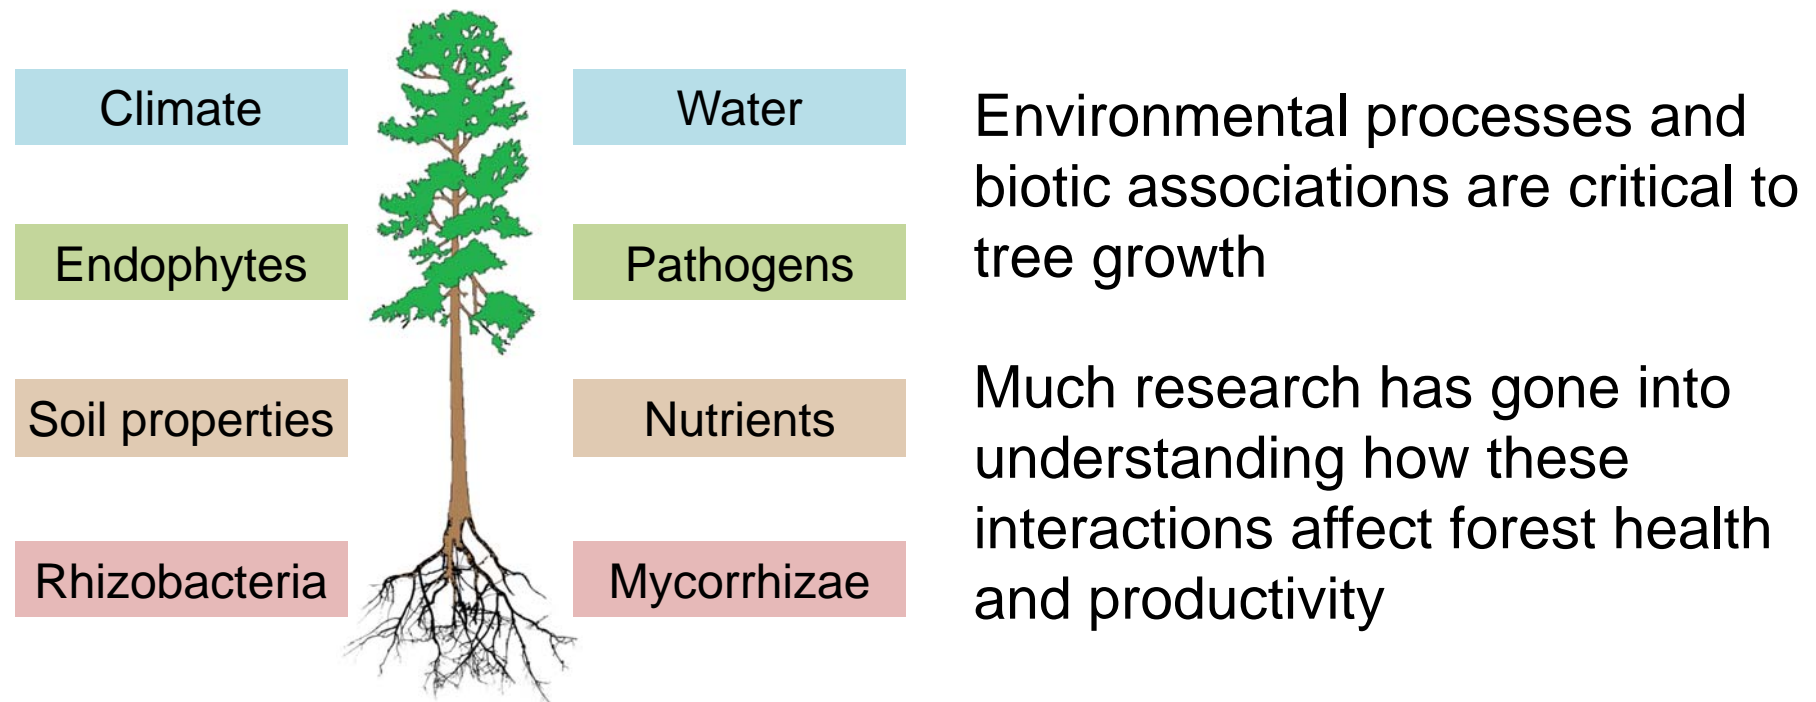 Climate
Water
Endophytes
Pathogens
Soil properties
Nutrients
Rhizobacteria
Mycorrhizae
Environmental processes and
biotic associations are critical to
tree growth
Much research has gone into
understanding how these
interactions affect forest health
and productivity